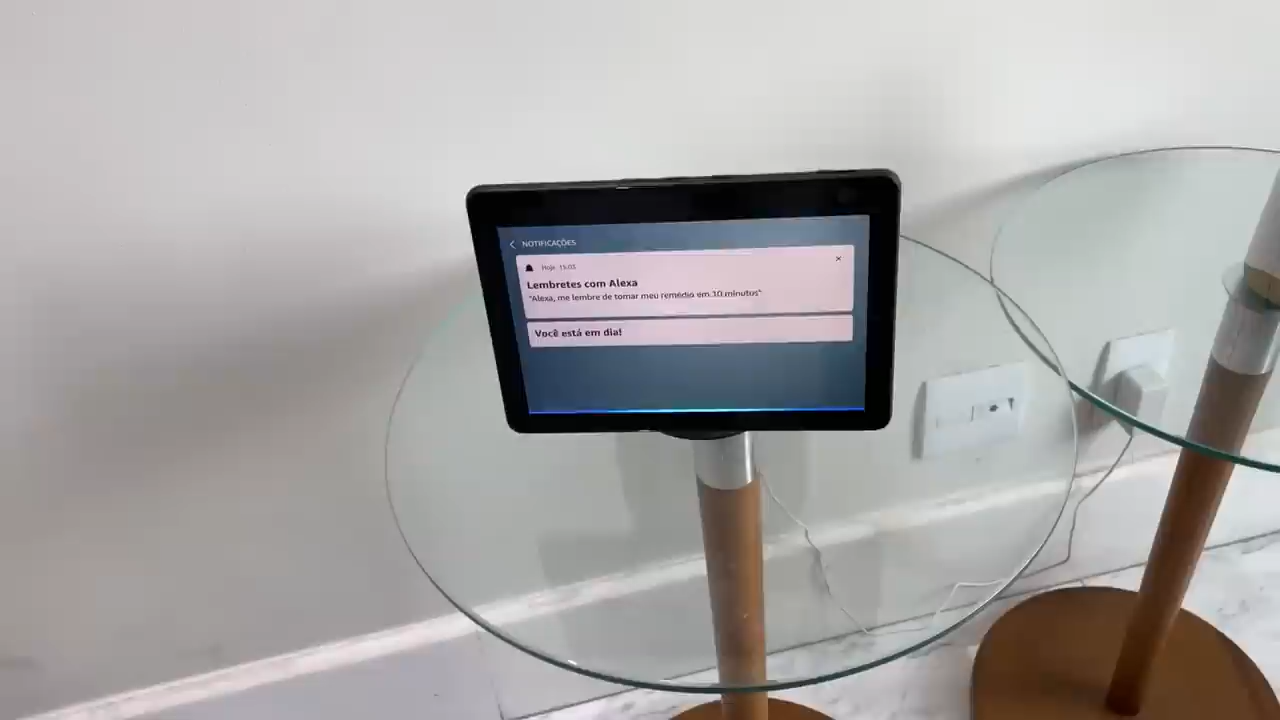 NOTIFICAÇÕES
Hoje 15:03
Lembretes com Alexa
"Alexa, me lembre de tomar meu remédio em 10 minutos"
Você está em dia!